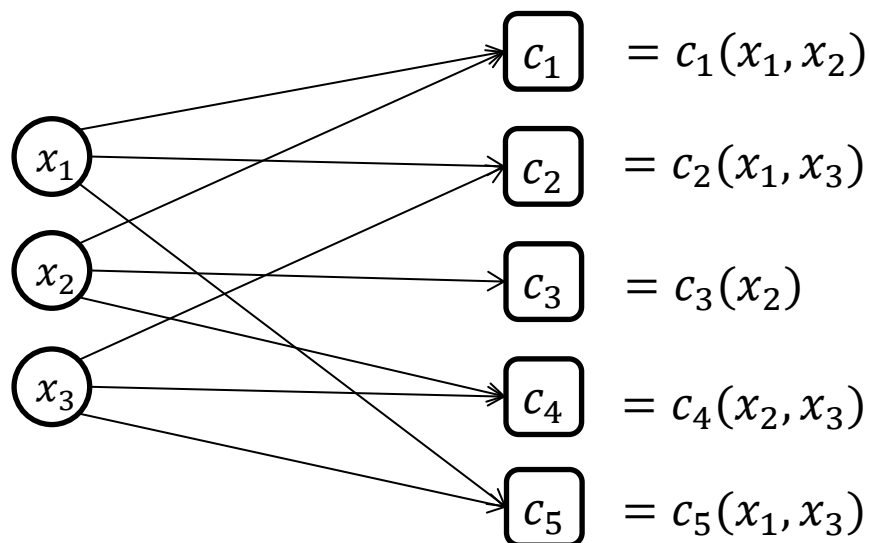 c₁ = c₁(x₁, x₂)
x₁
c₂ = c₂(x₁, x₃)
x₂
c₃ = c₃(x₂)
x₃
c₄ = c₄(x₂, x₃)
c₅ = c₅(x₁, x₃)